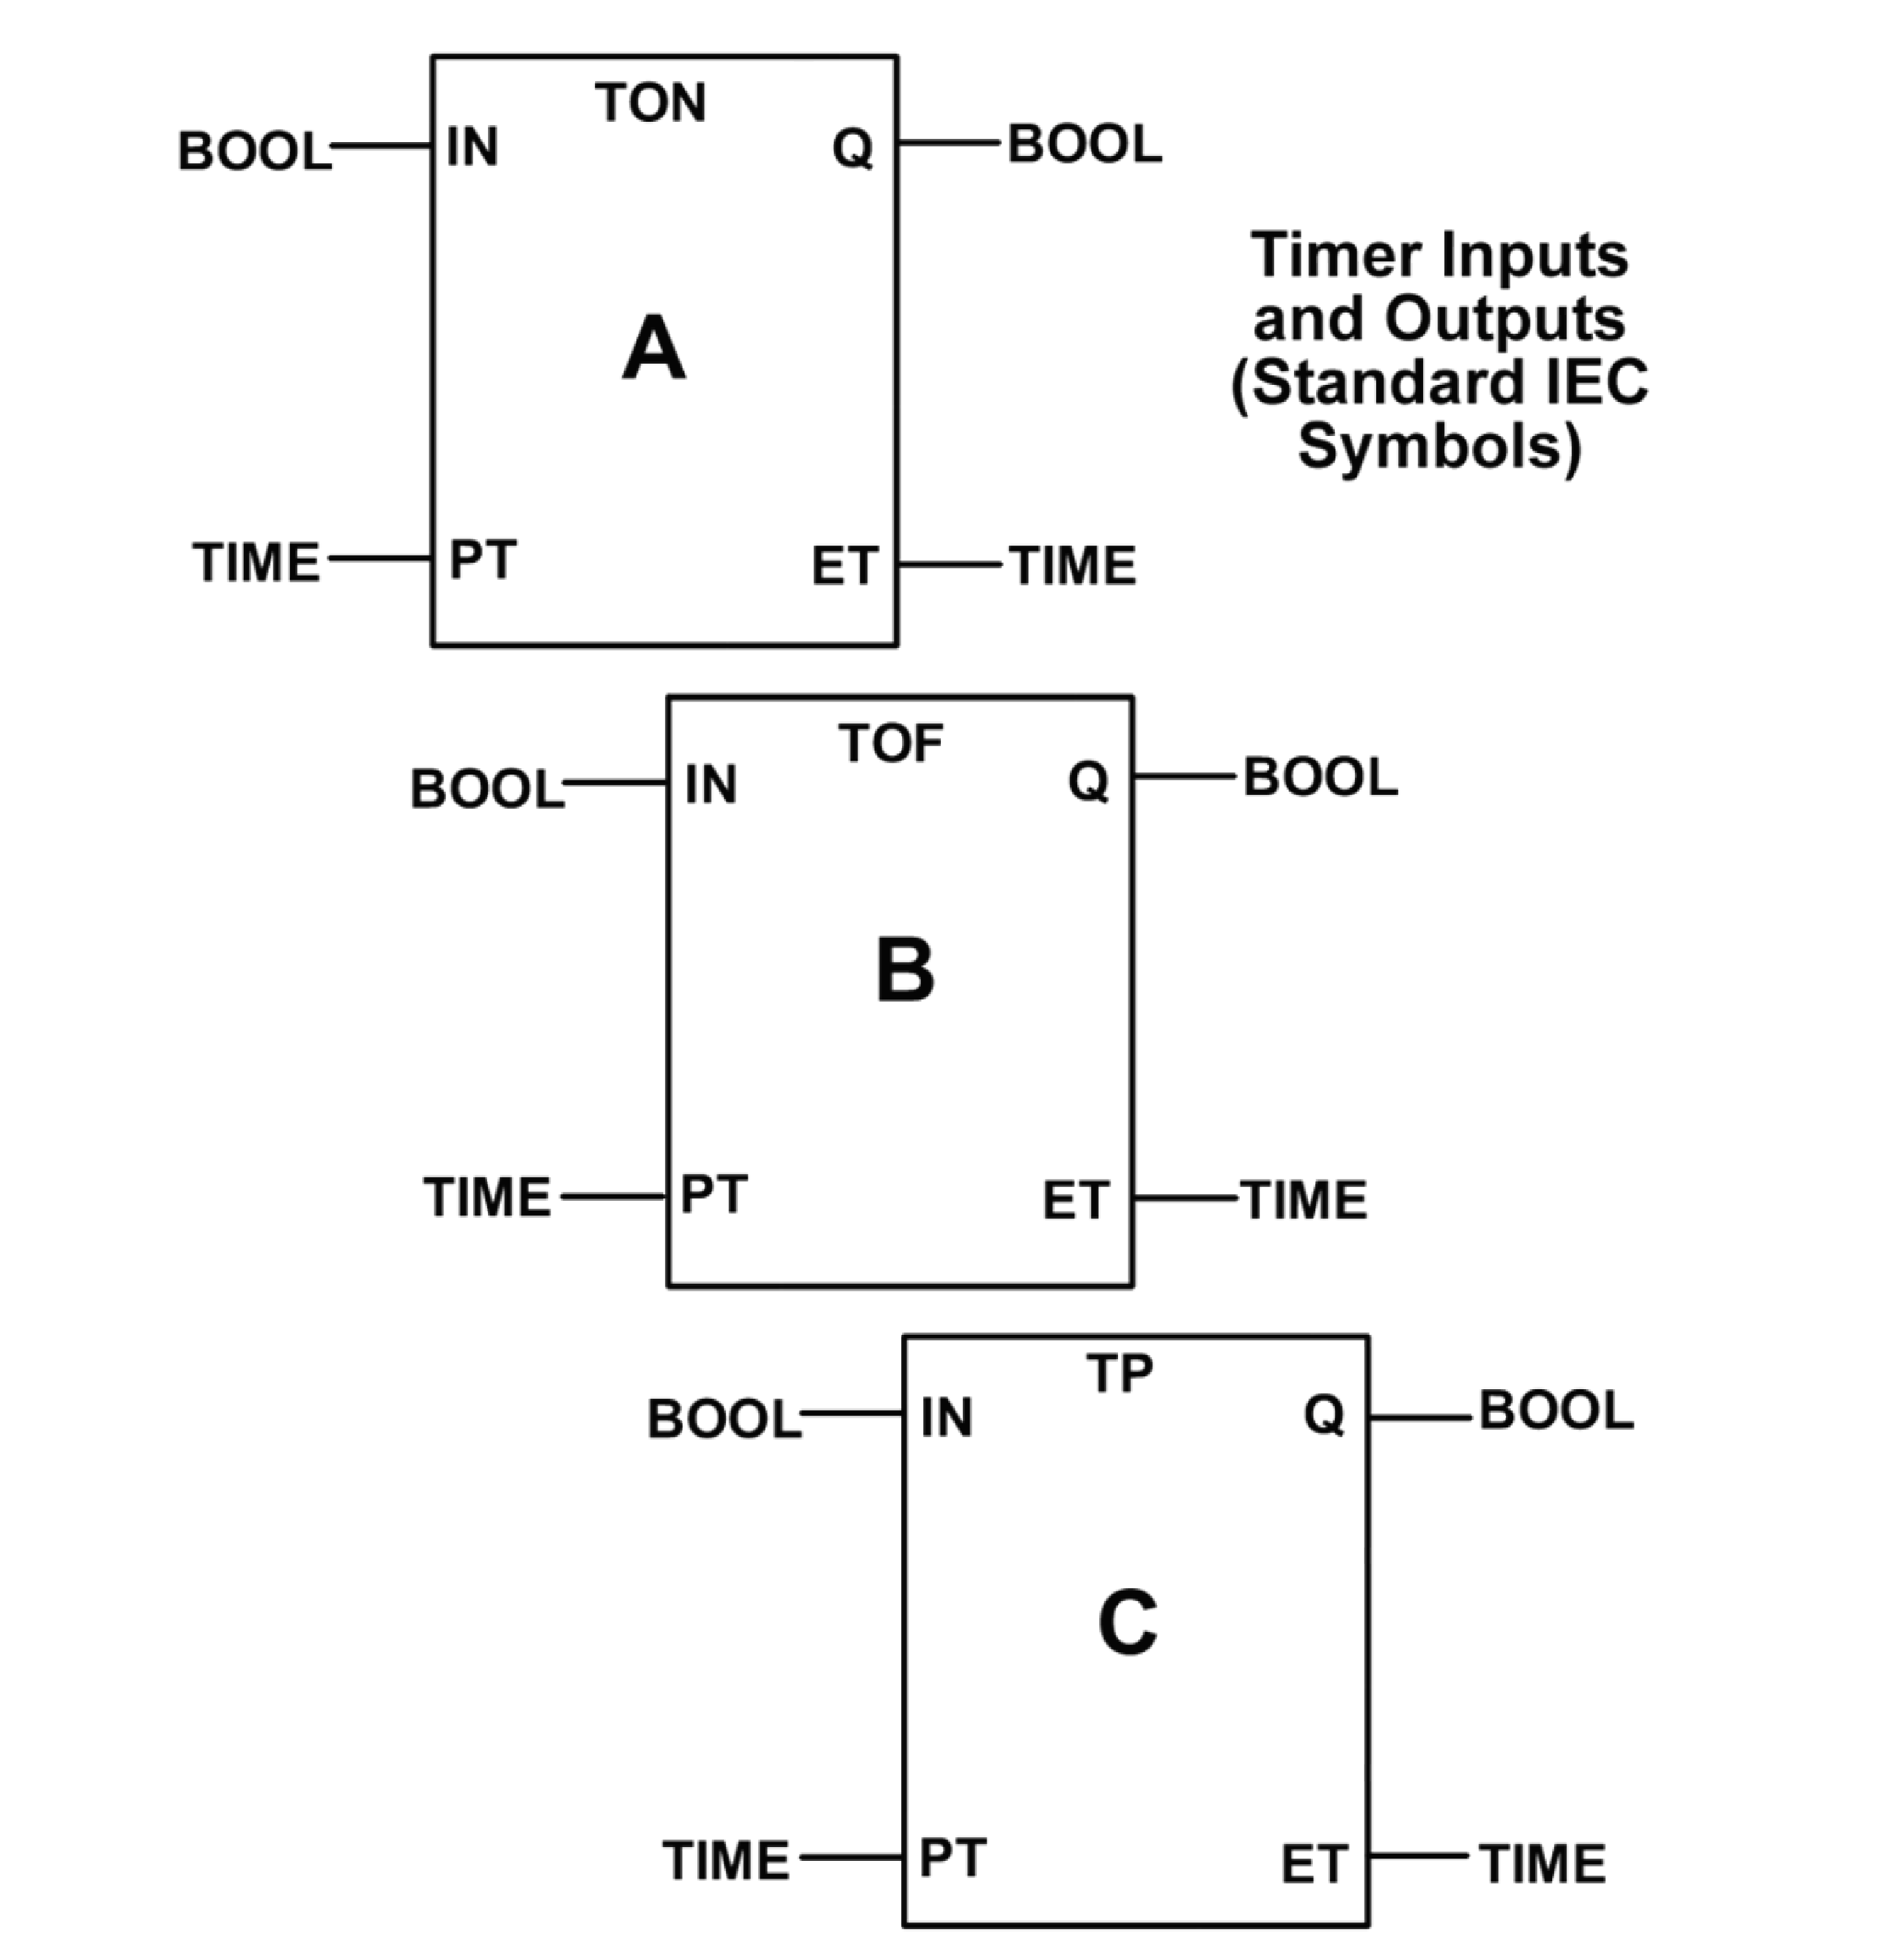 TON
BOOL IN Q BOOL
A
TIME PT ET TIME
Timer Inputs
and Outputs
(Standard IEC
Symbols)
TOF
BOOL IN Q BOOL
B
TIME PT ET TIME
TP
BOOL IN Q BOOL
C
TIME PT ET TIME